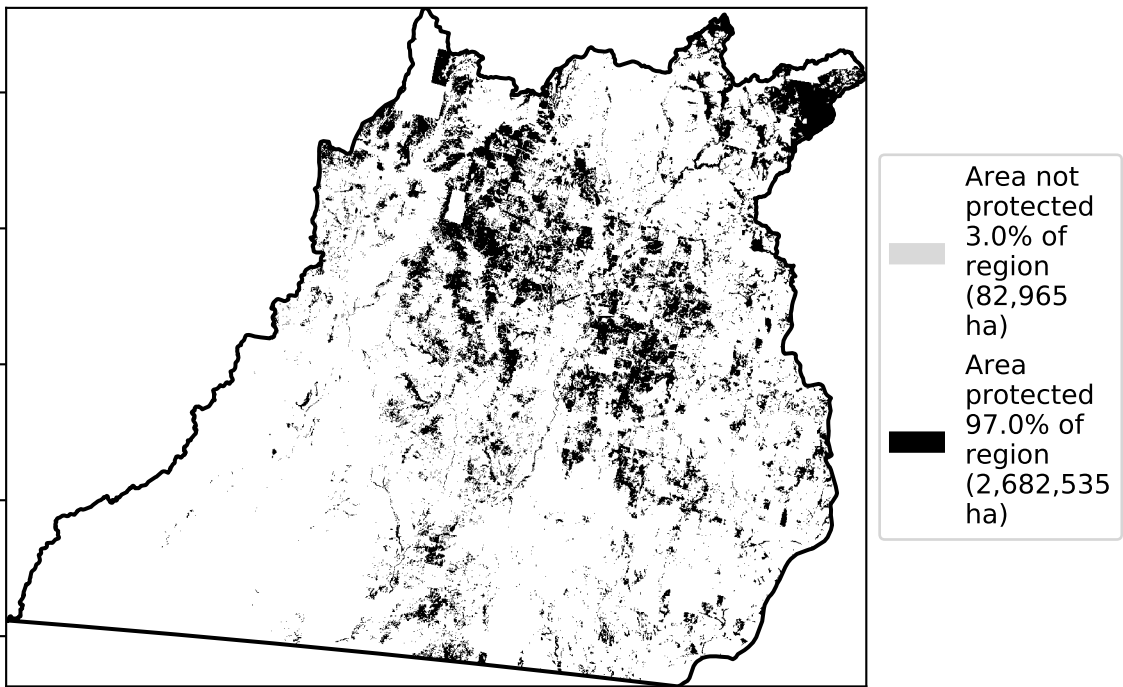 Area not
protected
3.0% of
region
(82,965
ha)
Area
protected
97.0% of
region
(2,682,535
ha)